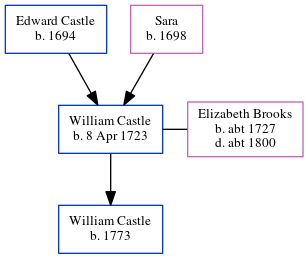 Edward Castle
b. 1694
Sara
b. 1698
William Castle
b. 8 Apr 1723
Elizabeth Brooks
b. abt 1727
d. abt 1800
William Castle
b. 1773